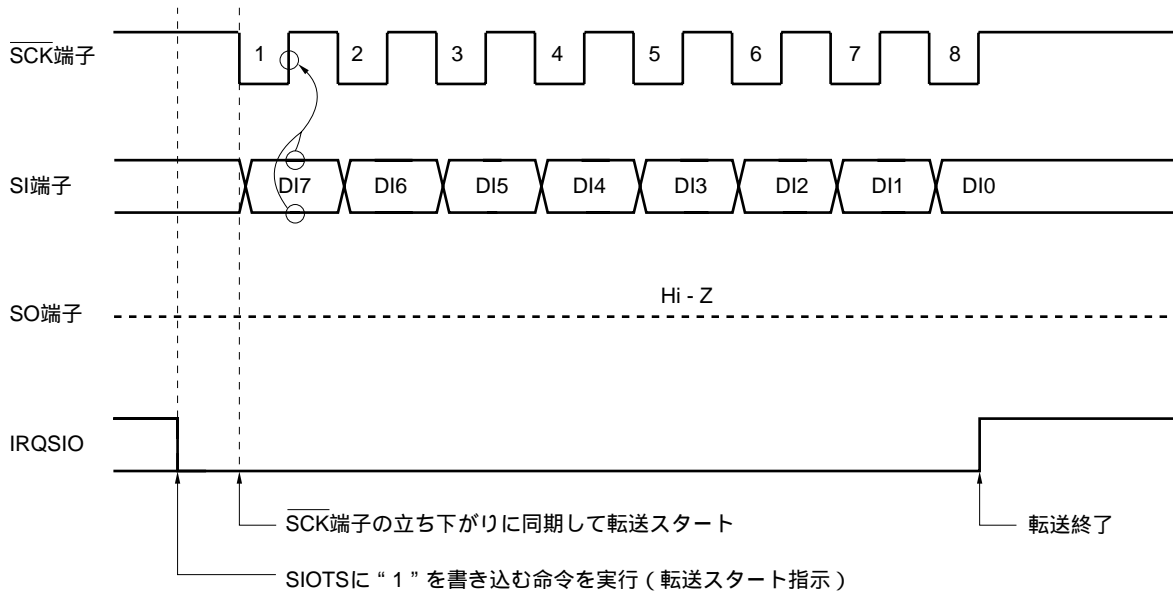 SCK端子
1 2 3 4 5 6 7 8
SI端子
DI7 DI6 DI5 DI4 DI3 DI2 DI1 DI0
Hi - Z
SO端子
IRQSIO
SCK端子の立ち下がりに同期して転送スタート
転送終了
SIOTSに“1”を書き込む命令を実行(転送スタート指示)